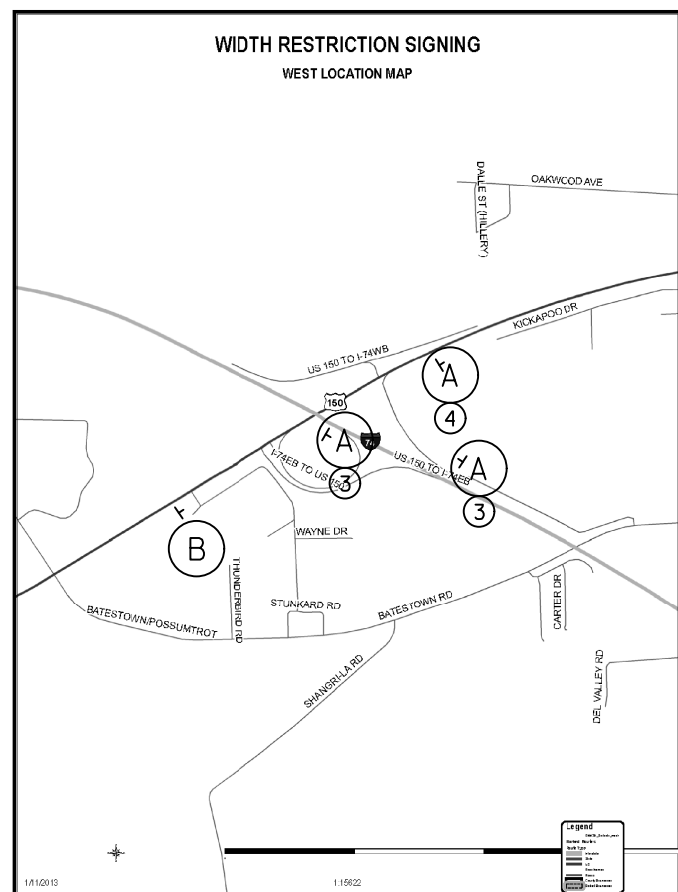 WIDTH RESTRICTION SIGNING
WEST LOCATION MAP
OAKWOOD AVE
DALLE ST (HILLERY)
KICKAPOO DR
US 150 TO I-74WB
A
4
150
A
74
3
US 150 TO I-74EB
A
3
I-74EB TO US 150
B
WAYNE DR
THUNDERBIRD RD
STUNKARD RD
BATESTOWN RD
BATESTOWN/POSSUMTROT
CARTER DR
SHANGRI-LA RD
DEL VALLEY RD
Legend
1/11/2013
1:15622